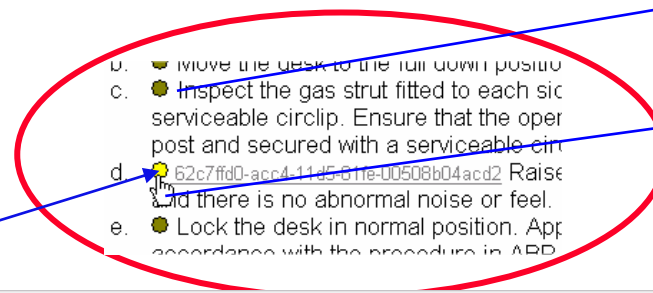 b. Move the desk to the full down positio
c. Inspect the gas strut fitted to each sid
serviceable circlip. Ensure that the oper
post and secured with a serviceable circ
d. 62c7ffd0-acc4-11d5-81fe-00508b04acd2 Raise
and there is no abnormal noise or feel.
e. Lock the desk in normal position. App
accordance with the procedure in ABR